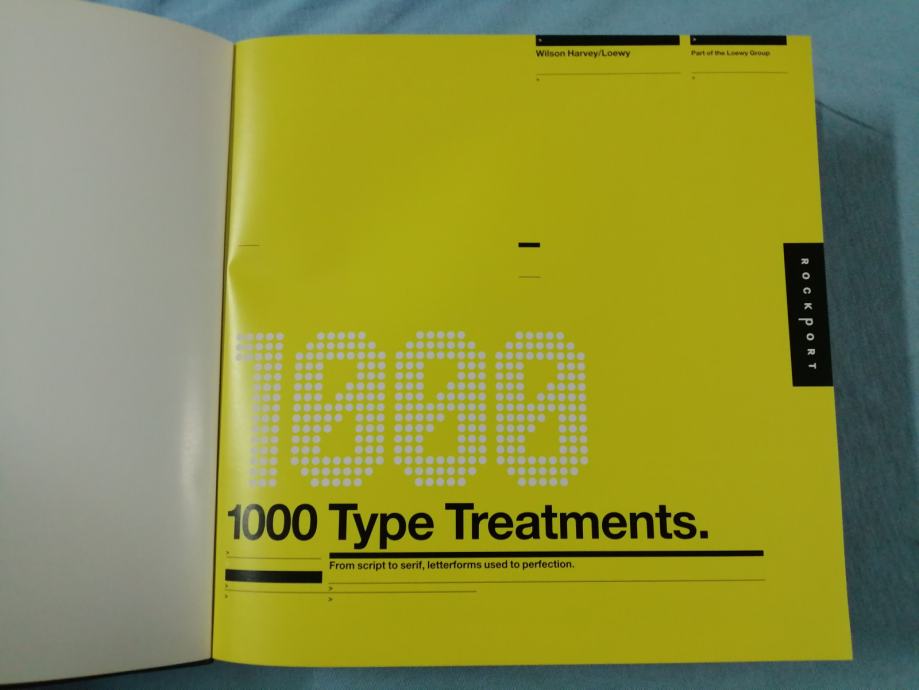 Wilson Harvey/Loewy
Part of the Loewy Group
ROCKPORT
1000
1000 Type Treatments.
From script to serif, letterforms used to perfection.